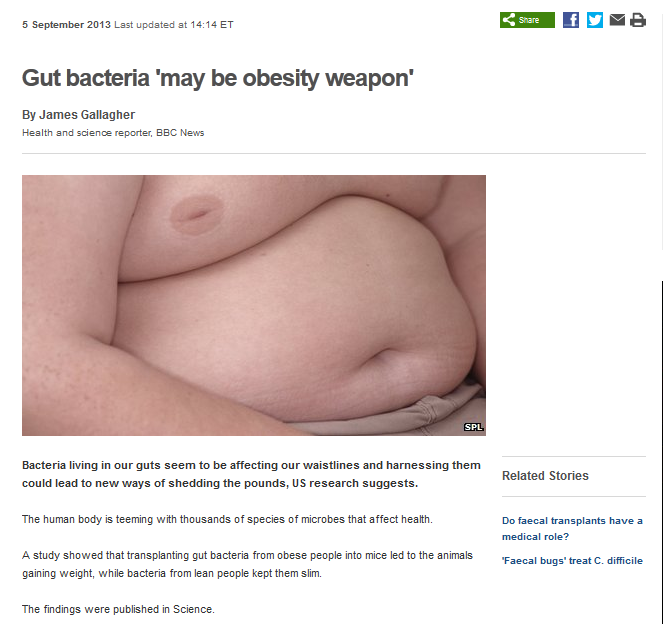 5 September 2013 Last updated at 14:14 ET
Share
Gut bacteria 'may be obesity weapon'
By James Gallagher
Health and science reporter, BBC News
SPL
Bacteria living in our guts seem to be affecting our waistlines and harnessing them
could lead to new ways of shedding the pounds, US research suggests.
The human body is teeming with thousands of species of microbes that affect health.
A study showed that transplanting gut bacteria from obese people into mice led to the animals
gaining weight, while bacteria from lean people kept them slim.
The findings were published in Science.
Related Stories
Do faecal transplants have a
medical role?
'Faecal bugs' treat C. difficile